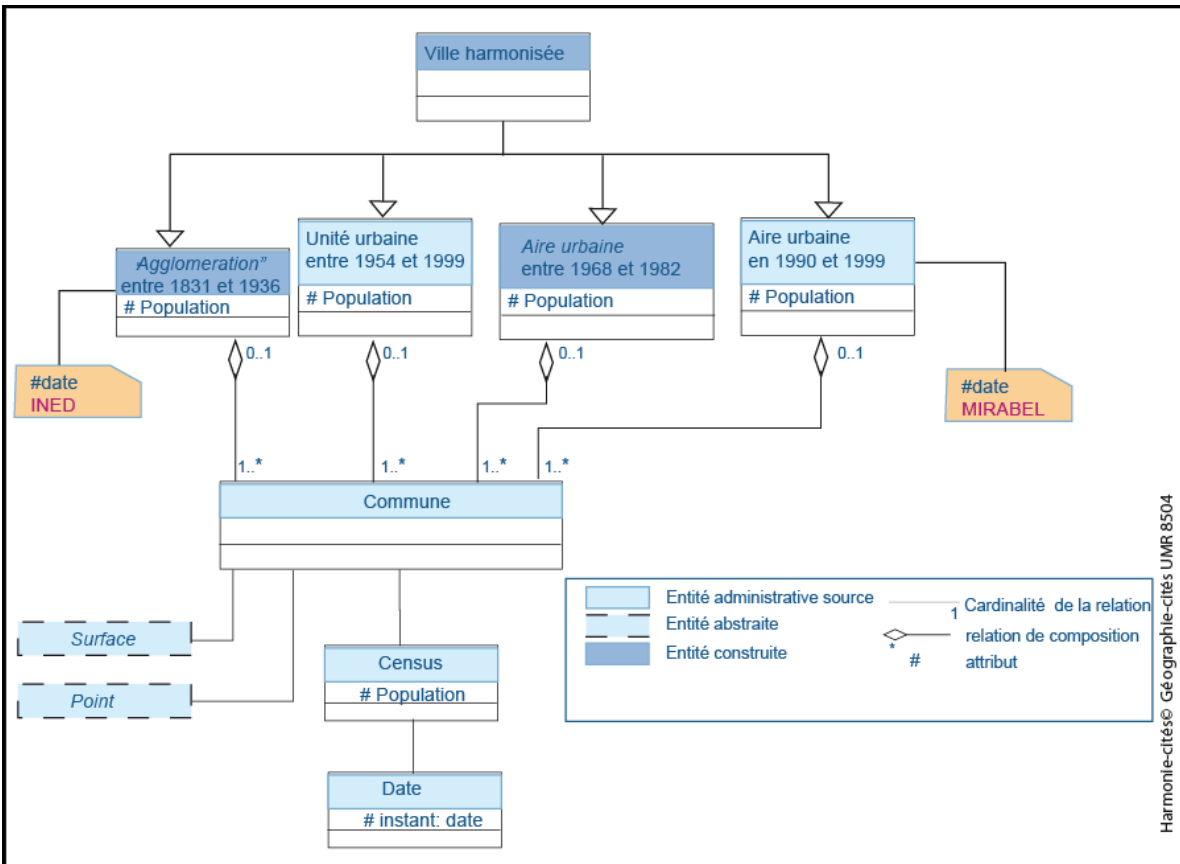 Ville harmonisée
Agglomeration”
entre 1831 et 1936
# Population
Unité urbaine
entre 1954 et 1999
# Population
Aire urbaine
entre 1968 et 1982
# Population
Aire urbaine
en 1990 et 1999
# Population
0..1
0..1
0..1
0..1
#date
INED
#date
MIRABEL
1..*
1..*
1..*
1..*
Commune
Surface
Point
Census
# Population
Date
# instant: date
Entité administrative source
Entité abstraite
Entité construite
1
Cardinalité de la relation
relation de composition
*
#
attribut
Harmonie-cités© Géographie-cités UMR 8504